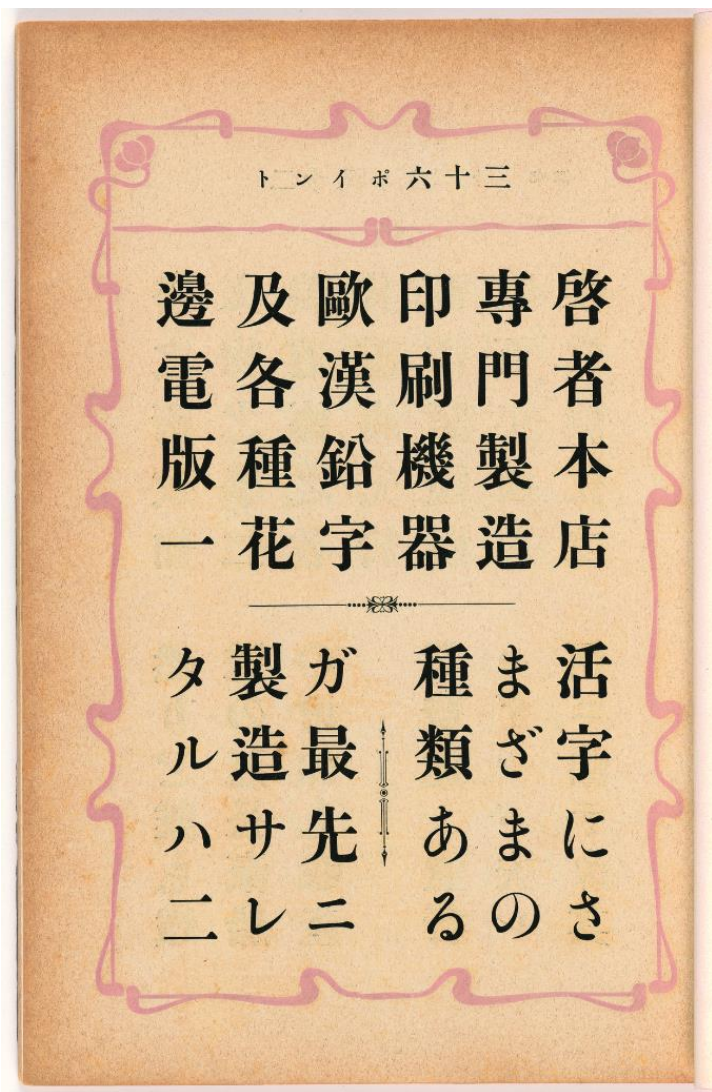 三十六ポイント
啓者本店
專門製造
印刷機器
歐漢鉛字
及各種花
邊電版一
活字にさ
まざまの
種類ある
ガ最先ニ
製造サレ
タルハ二